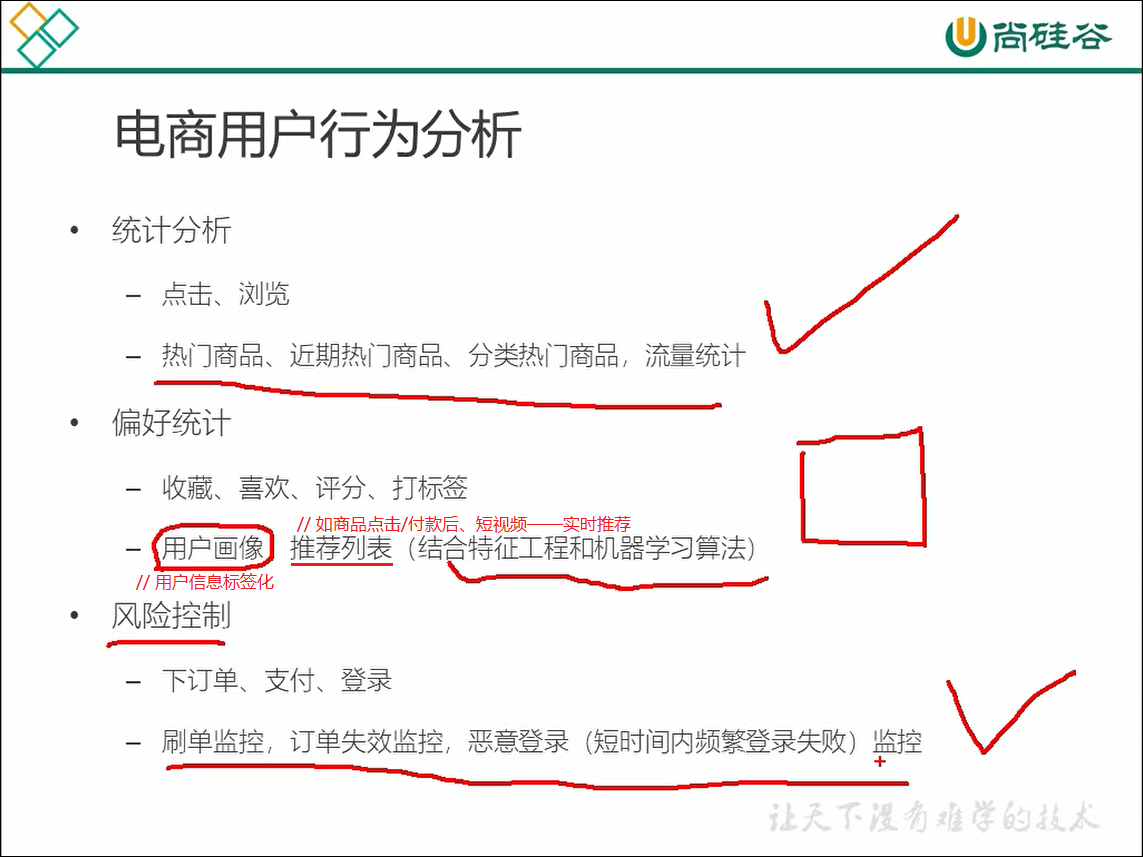 尚硅谷
电商用户行为分析
• 统计分析
– 点击、浏览
– 热门商品、近期热门商品、分类热门商品，流量统计
• 偏好统计
– 收藏、喜欢、评分、打标签
// 如商品点击/付款后、短视频——实时推荐
– 用户画像 推荐列表（结合特征工程和机器学习算法）
// 用户信息标签化
• 风险控制
– 下订单、支付、登录
– 刷单监控，订单失效监控，恶意登录（短时间内频繁登录失败）监控
让天下没有难学的技术